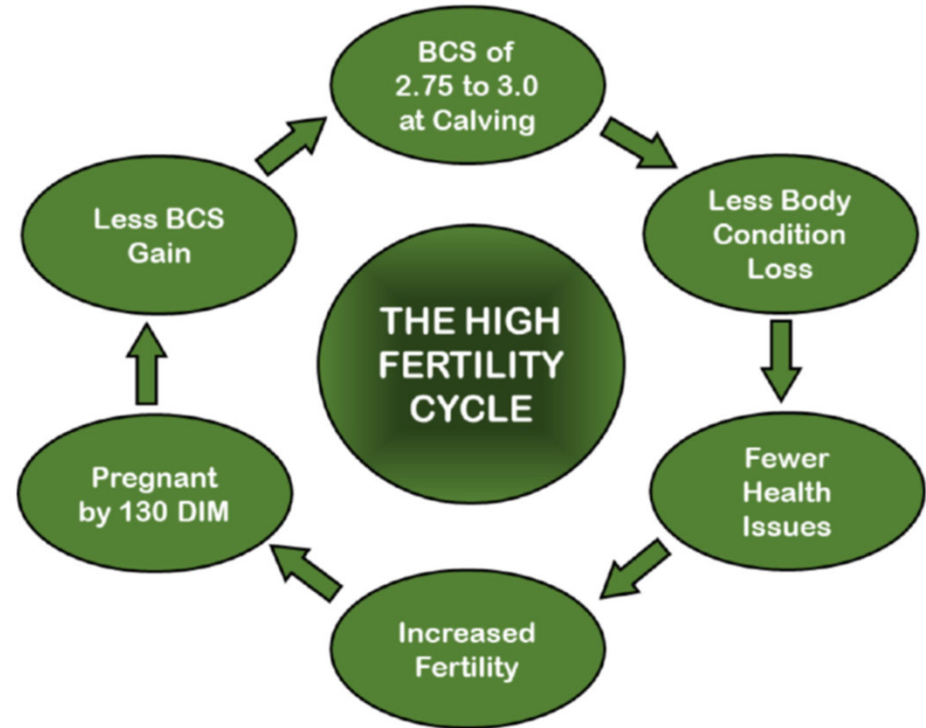 BCS of
2.75 to 3.0
at Calving
Less Body
Condition
Loss
Fewer
Health
Issues
Increased
Fertility
Pregnant
by 130 DIM
Less BCS
Gain
THE HIGH
FERTILITY
CYCLE